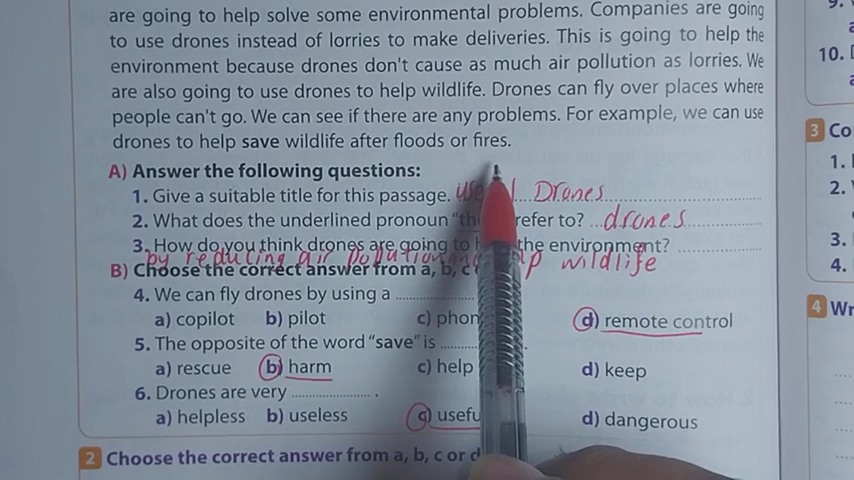 are going to help solve some environmental problems. Companies are going
to use drones instead of lorries to make deliveries. This is going to help the
environment because drones don't cause as much air pollution as lorries. We
are also going to use drones to help wildlife. Drones can fly over places where
people can't go. We can see if there are any problems. For example, we can use
drones to help save wildlife after floods or fires.
A) Answer the following questions:
1. Give a suitable title for this passage. Drones
2. What does the underlined pronoun refer to? drones
3. How do you think drones are going to the environment?
by reducing air pollution wildlife
B) Choose the correct answer from a, b, c
4. We can fly drones by using a
a) copilot b) pilot c) d) remote control
5. The opposite of the word "save" is
a) rescue b) harm c) help d) keep
6. Drones are very .
a) helpless b) useless c) d) dangerous
2 Choose the correct answer from a, b, c or d
9.
a
10.
a
3 Co
1.
2.
3.
4.
4 Wr